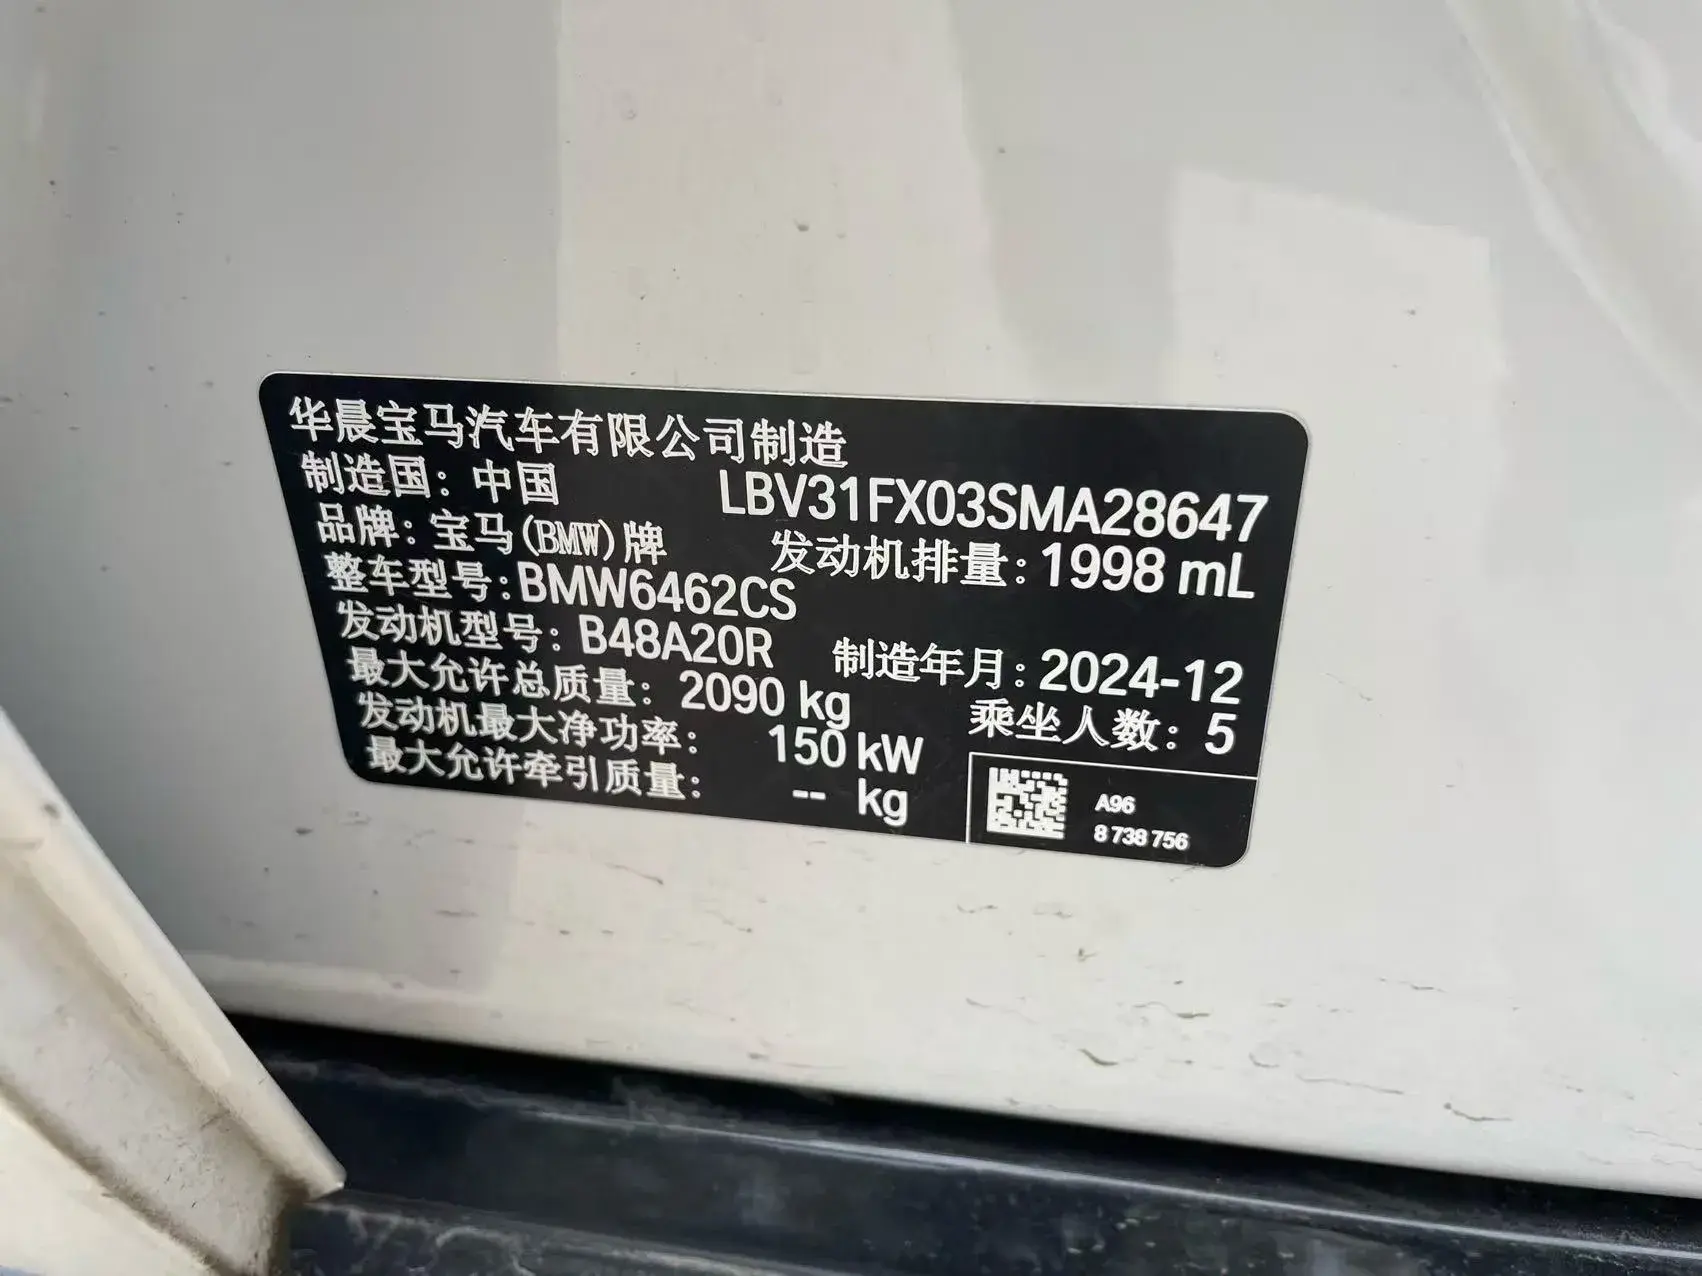 华晨宝马汽车有限公司制造
制造国：中国 LBV31FX03SMA28647
品牌：宝马(BMW)牌 发动机排量：1998 mL
整车型号：BMW6462CS
发动机型号：B48A20R 制造年月：2024-12
最大允许总质量：2090 kg 乘坐人数：5
发动机最大净功率：150 kW
最大允许牵引质量：-- kg
A96
8 738 756